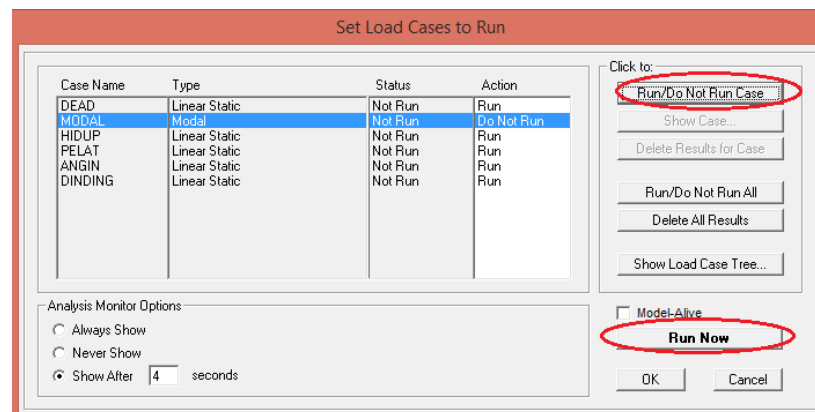 Set Load Cases to Run
Click to:
Case Name Type Status Action
DEAD Linear Static Not Run Run
MODAL Modal Not Run Do Not Run
HIDUP Linear Static Not Run Run
PELAT Linear Static Not Run Run
ANGIN Linear Static Not Run Run
DINDING Linear Static Not Run Run
Run/Do Not Run Case
Show Case...
Delete Results for Case
Run/Do Not Run All
Delete All Results
Show Load Case Tree...
Analysis Monitor Options
Always Show
Never Show
Show After 4 seconds
Model-Alive
Run Now
OK Cancel